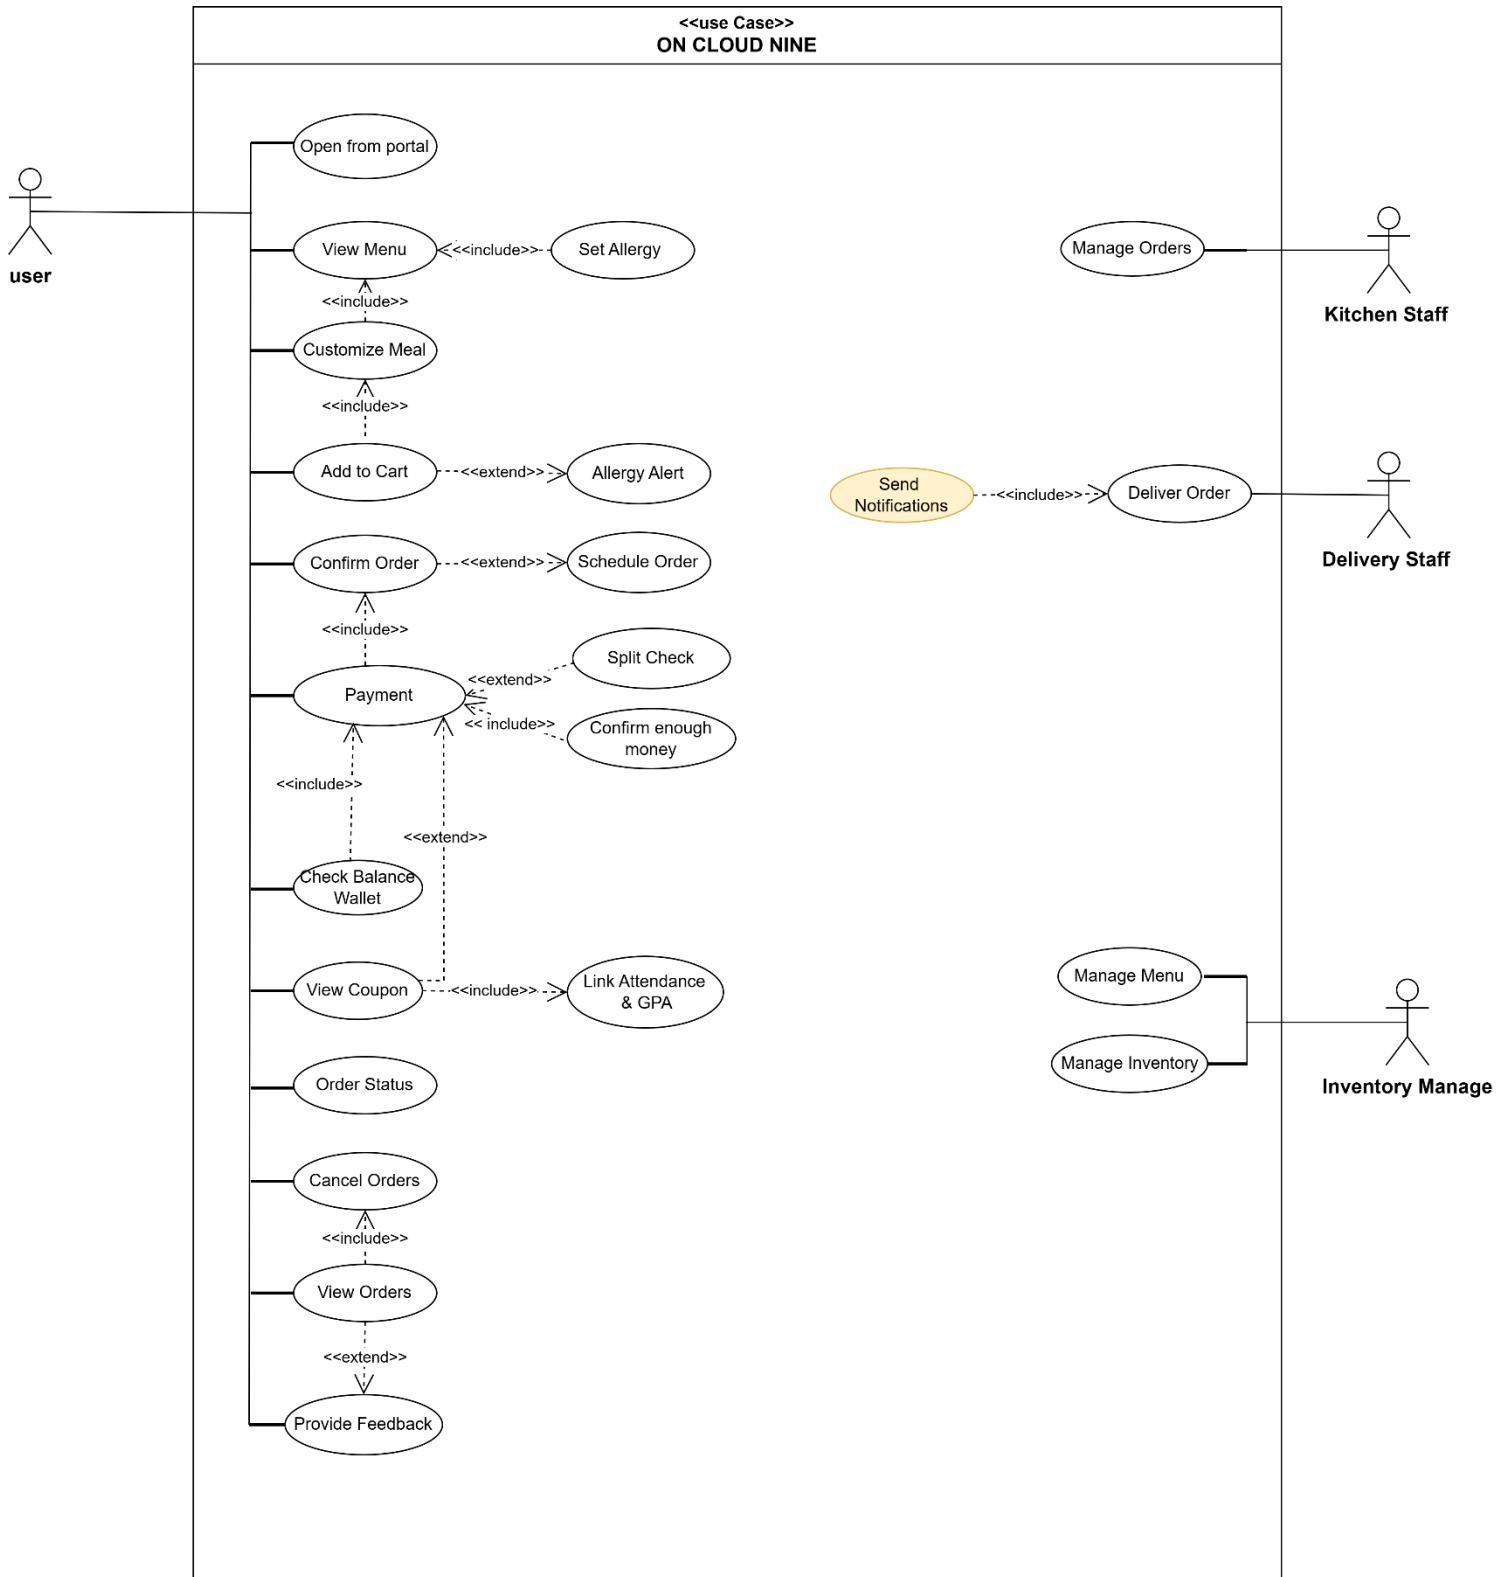 <<use Case>>
ON CLOUD NINE
Open from portal
user
View Menu
<<include>>
Set Allergy
Manage Orders
Kitchen Staff
<<include>>
Customize Meal
<<include>>
Add to Cart
<<extend>>
Allergy Alert
Send
Notifications
<<include>>
Deliver Order
Delivery Staff
Confirm Order
<<extend>>
Schedule Order
<<include>>
Split Check
<<extend>>
Payment
<< include>>
Confirm enough
money
<<include>>
<<extend>>
Check Balance
Wallet
View Coupon
<<include>>
Link Attendance
& GPA
Manage Menu
Manage Inventory
Inventory Manage
Order Status
Cancel Orders
<<include>>
View Orders
<<extend>>
Provide Feedback